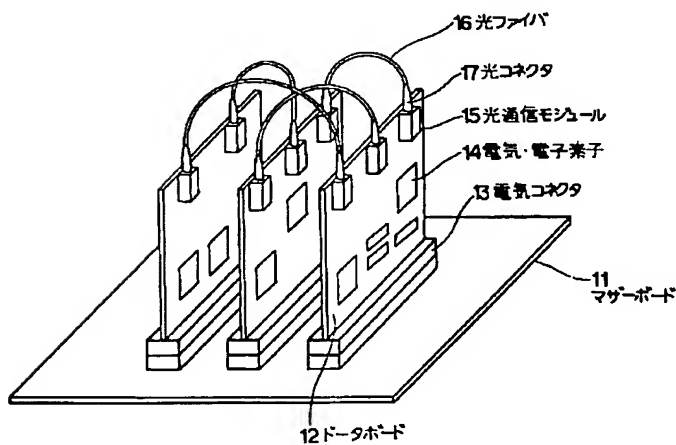 16光ファイバ
17光コネクタ
15光通信モジュール
14電気・電子素子
13電気コネクタ
11
マザーボード
12ドータボード